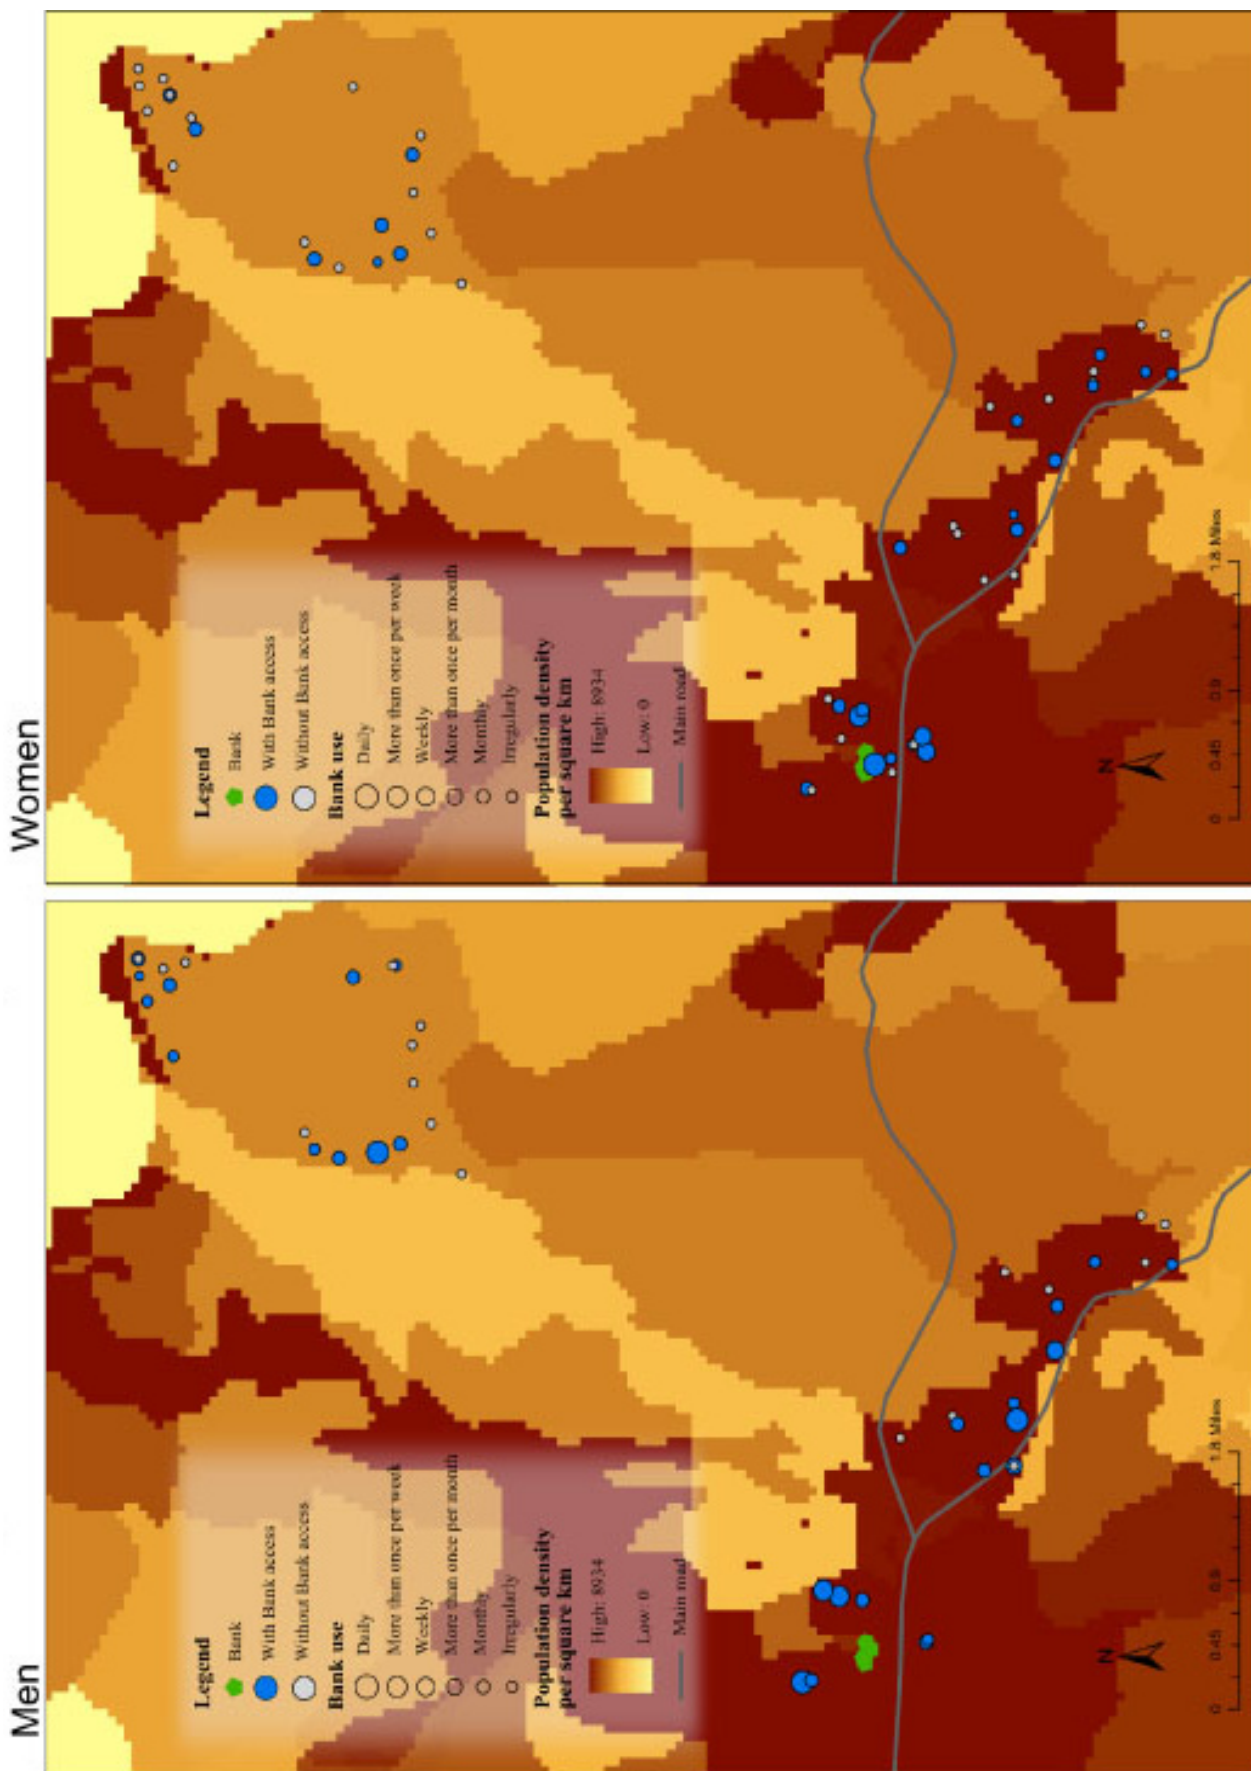 Men
Legend
Bank
With Bank access
Without Bank access
Bank use
Daily
More than once per week
Weekly
More than once per month
Monthly
Irregularly
Population density
per square km
High: 8934
Low: 0
Main road
N
0 0.45 0.9 1.8 Miles
Women
Legend
Bank
With Bank access
Without Bank access
Bank use
Daily
More than once per week
Weekly
More than once per month
Monthly
Irregularly
Population density
per square km
High: 8934
Low: 0
Main road
N
0 0.45 0.9 1.8 Miles